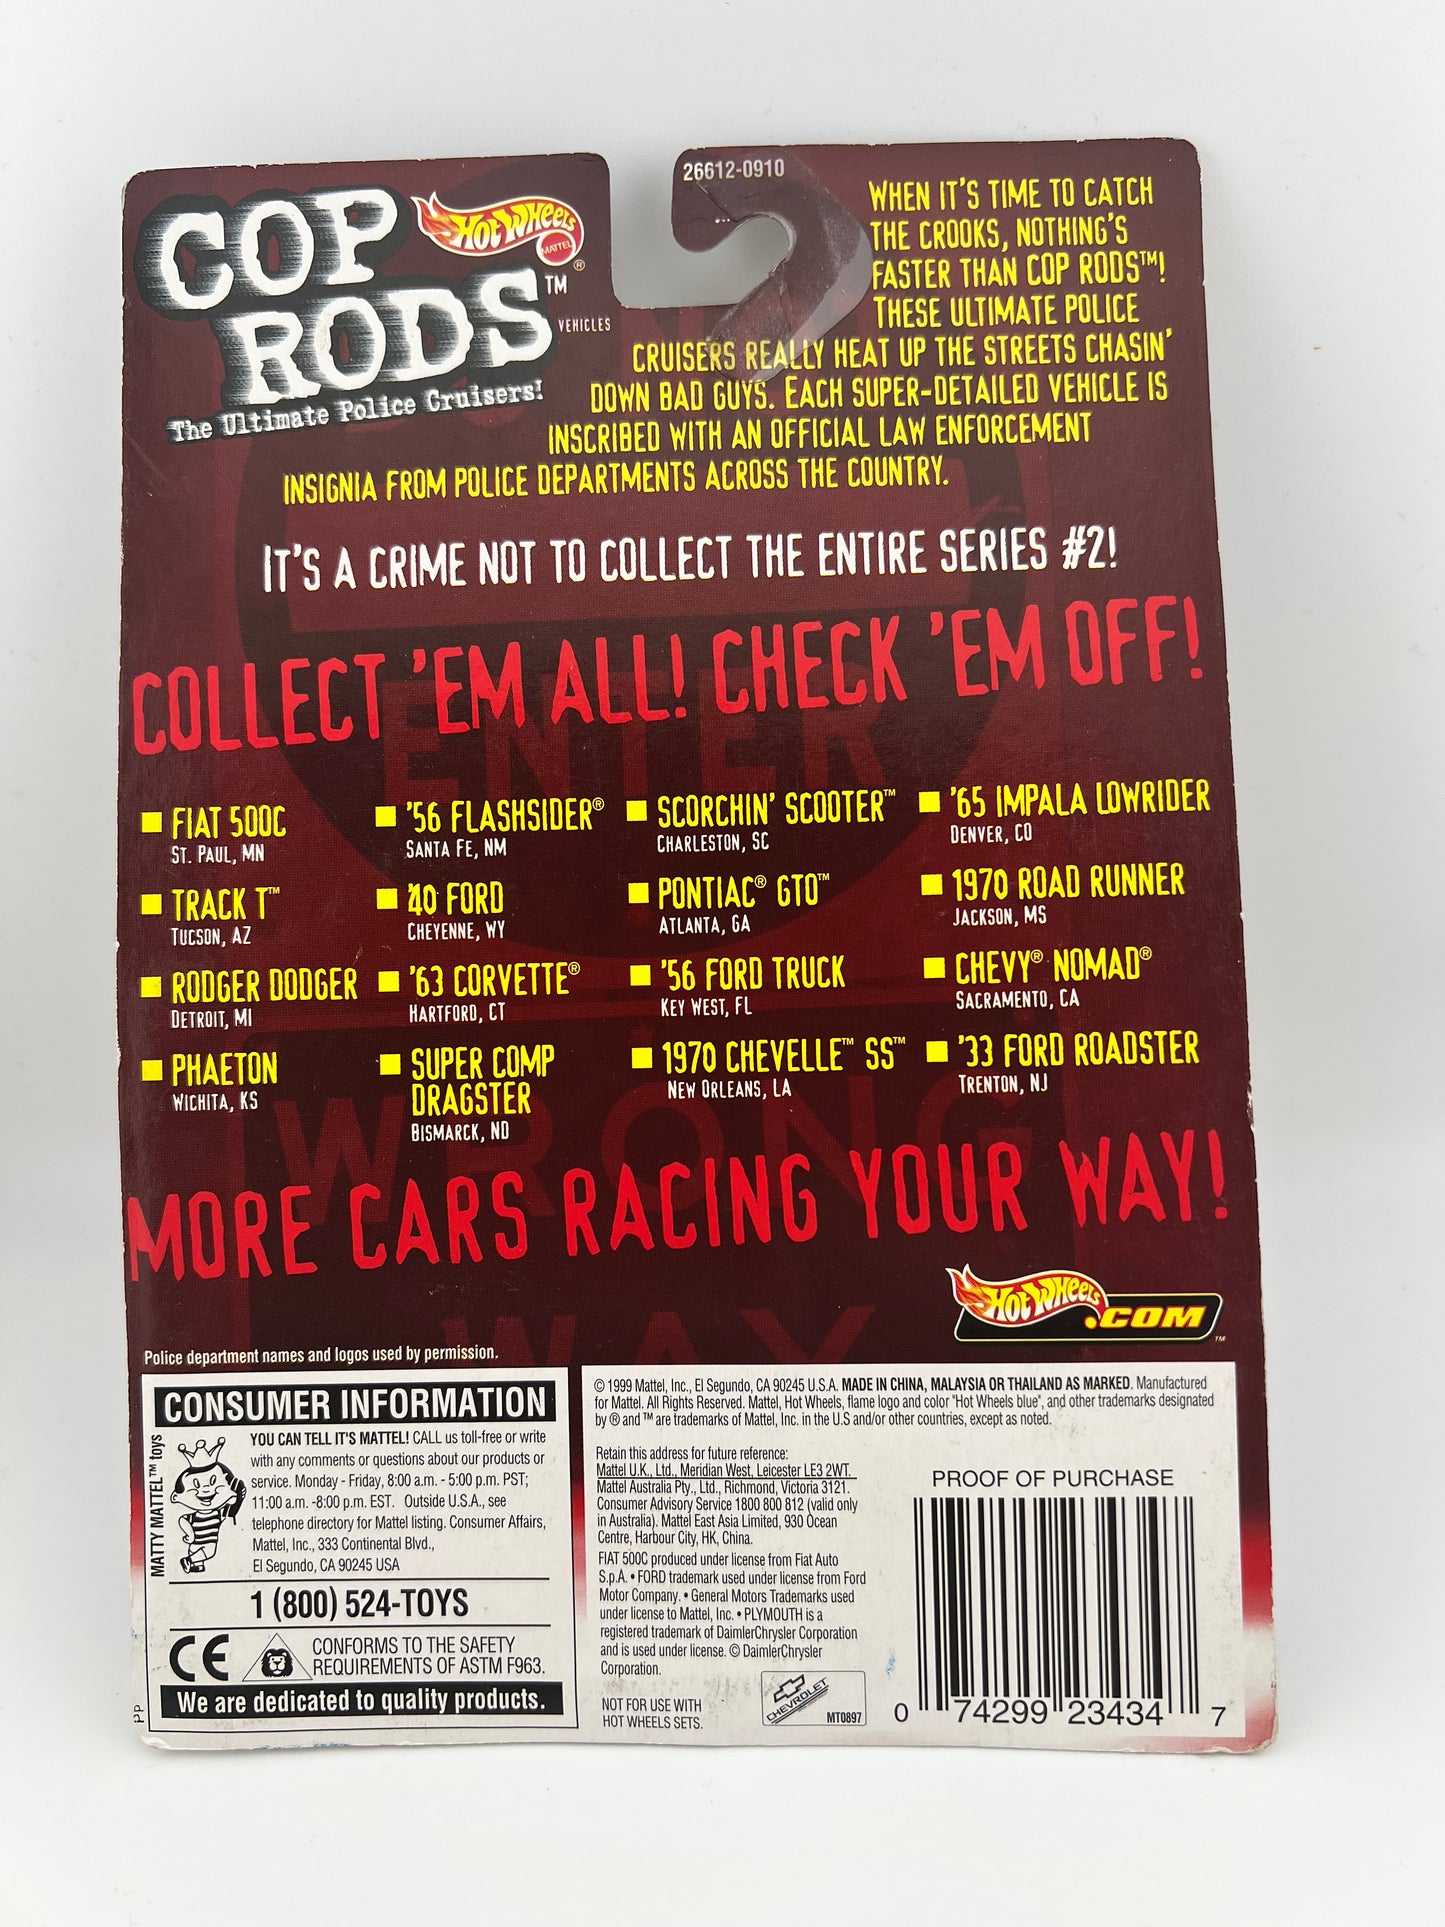 26612-0910
COP
RODS™
VEHICLES
The Ultimate Police Cruisers!
HOT WHEELS
MATTEL
®
WHEN IT'S TIME TO CATCH
THE CROOKS, NOTHING'S
FASTER THAN COP RODS™!
THESE ULTIMATE POLICE
CRUISERS REALLY HEAT UP THE STREETS CHASIN'
DOWN BAD GUYS. EACH SUPER-DETAILED VEHICLE IS
INSCRIBED WITH AN OFFICIAL LAW ENFORCEMENT
INSIGNIA FROM POLICE DEPARTMENTS ACROSS THE COUNTRY.
IT'S A CRIME NOT TO COLLECT THE ENTIRE SERIES #2!
COLLECT 'EM ALL! CHECK 'EM OFF!
ENTER
FIAT 500C
ST. PAUL, MN
TRACK T™
TUCSON, AZ
RODGER DODGER
DETROIT, MI
PHAETON
WICHITA, KS
'56 FLASHSIDER®
SANTA FE, NM
'40 FORD
CHEYENNE, WY
'63 CORVETTE®
HARTFORD, CT
SUPER COMP
DRAGSTER
BISMARCK, ND
SCORCHIN' SCOOTER™
CHARLESTON, SC
PONTIAC® GTO™
ATLANTA, GA
'56 FORD TRUCK
KEY WEST, FL
1970 CHEVELLE™ SS™
NEW ORLEANS, LA
'65 IMPALA LOWRIDER
DENVER, CO
1970 ROAD RUNNER
JACKSON, MS
CHEVY® NOMAD®
SACRAMENTO, CA
'33 FORD ROADSTER
TRENTON, NJ
WRONG
WAY
MORE CARS RACING YOUR WAY!
HOT WHEELS
.COM™
Police department names and logos used by permission.
CONSUMER INFORMATION
MATTY MATTEL™ toys
YOU CAN TELL IT'S MATTEL! CALL us toll-free or write
with any comments or questions about our products or
service. Monday - Friday, 8:00 a.m. - 5:00 p.m. PST;
11:00 a.m. -8:00 p.m. EST. Outside U.S.A., see
telephone directory for Mattel listing. Consumer Affairs,
Mattel, Inc., 333 Continental Blvd.,
El Segundo, CA 90245 USA
1 (800) 524-TOYS
CE
CONFORMS TO THE SAFETY
REQUIREMENTS OF ASTM F963.
We are dedicated to quality products.
PP
© 1999 Mattel, Inc., El Segundo, CA 90245 U.S.A. MADE IN CHINA, MALAYSIA OR THAILAND AS MARKED. Manufactured
for Mattel. All Rights Reserved. Mattel, Hot Wheels, flame logo and color "Hot Wheels blue", and other trademarks designated
by ® and ™ are trademarks of Mattel, Inc. in the U.S and/or other countries, except as noted.
Retain this address for future reference:
Mattel U.K., Ltd., Meridian West, Leicester LE3 2WT.
Mattel Australia Pty., Ltd., Richmond, Victoria 3121.
Consumer Advisory Service 1800 800 812 (valid only
in Australia). Mattel East Asia Limited, 930 Ocean
Centre, Harbour City, HK, China.
FIAT 500C produced under license from Fiat Auto
S.p.A. • FORD trademark used under license from Ford
Motor Company. • General Motors Trademarks used
under license to Mattel, Inc. • PLYMOUTH is a
registered trademark of DaimlerChrysler Corporation
and is used under license. © DaimlerChrysler
Corporation.
NOT FOR USE WITH
HOT WHEELS SETS.
CHEVROLET
MT0897
PROOF OF PURCHASE
0 74299 23434 7